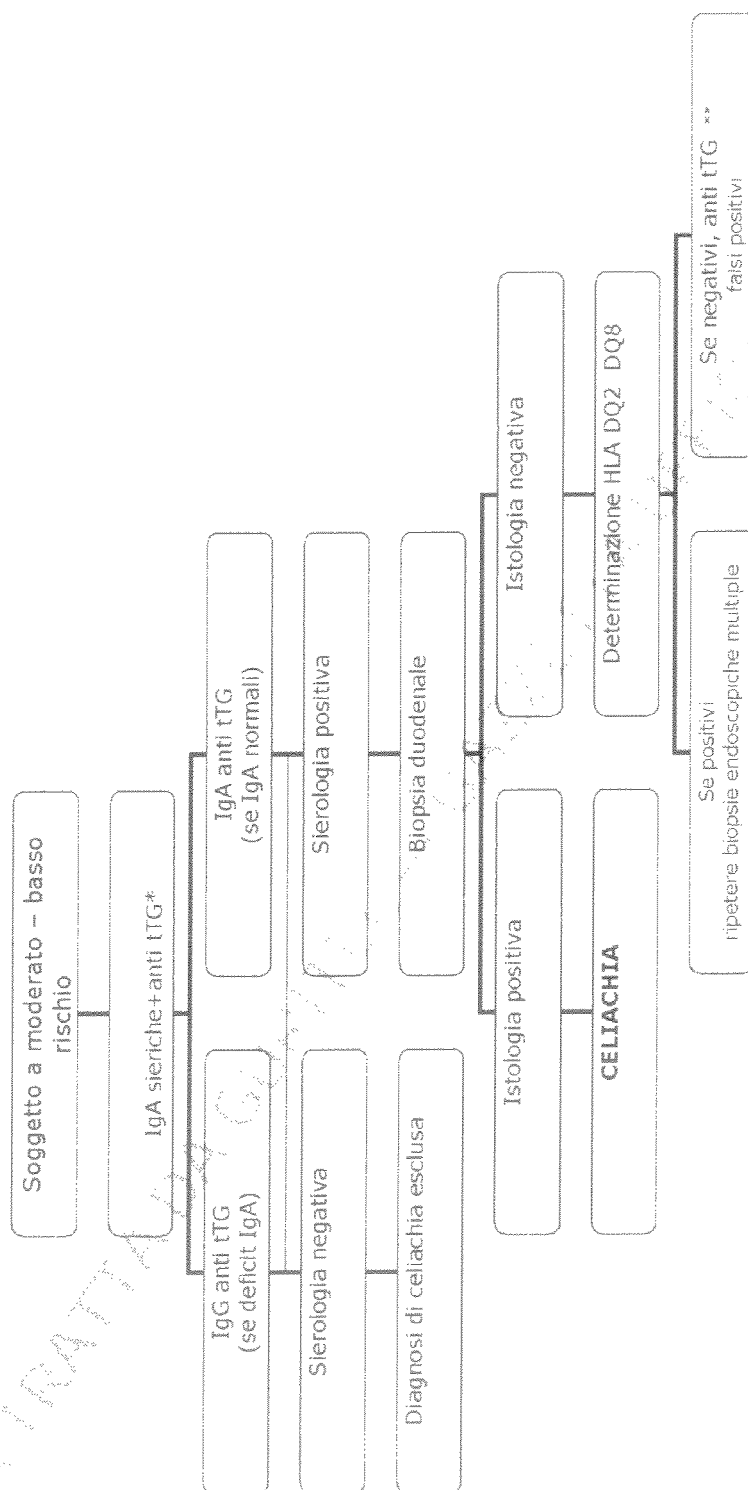 Soggetto a moderato – basso
rischio
IgA sieriche+anti tTG*
IgG anti tTG
(se deficit IgA)
IgA anti tTG
(se IgA normali)
Sierologia negativa
Sierologia positiva
Diagnosi di celiachia esclusa
Biopsia duodenale
Istologia positiva
Istologia negativa
CELIACHIA
Determinazione HLA DQ2 DQ8
Se positivi
ripetere biopsie endoscopiche multiple
Se negativi, anti tTG **
falsi positivi
TRATTA DA